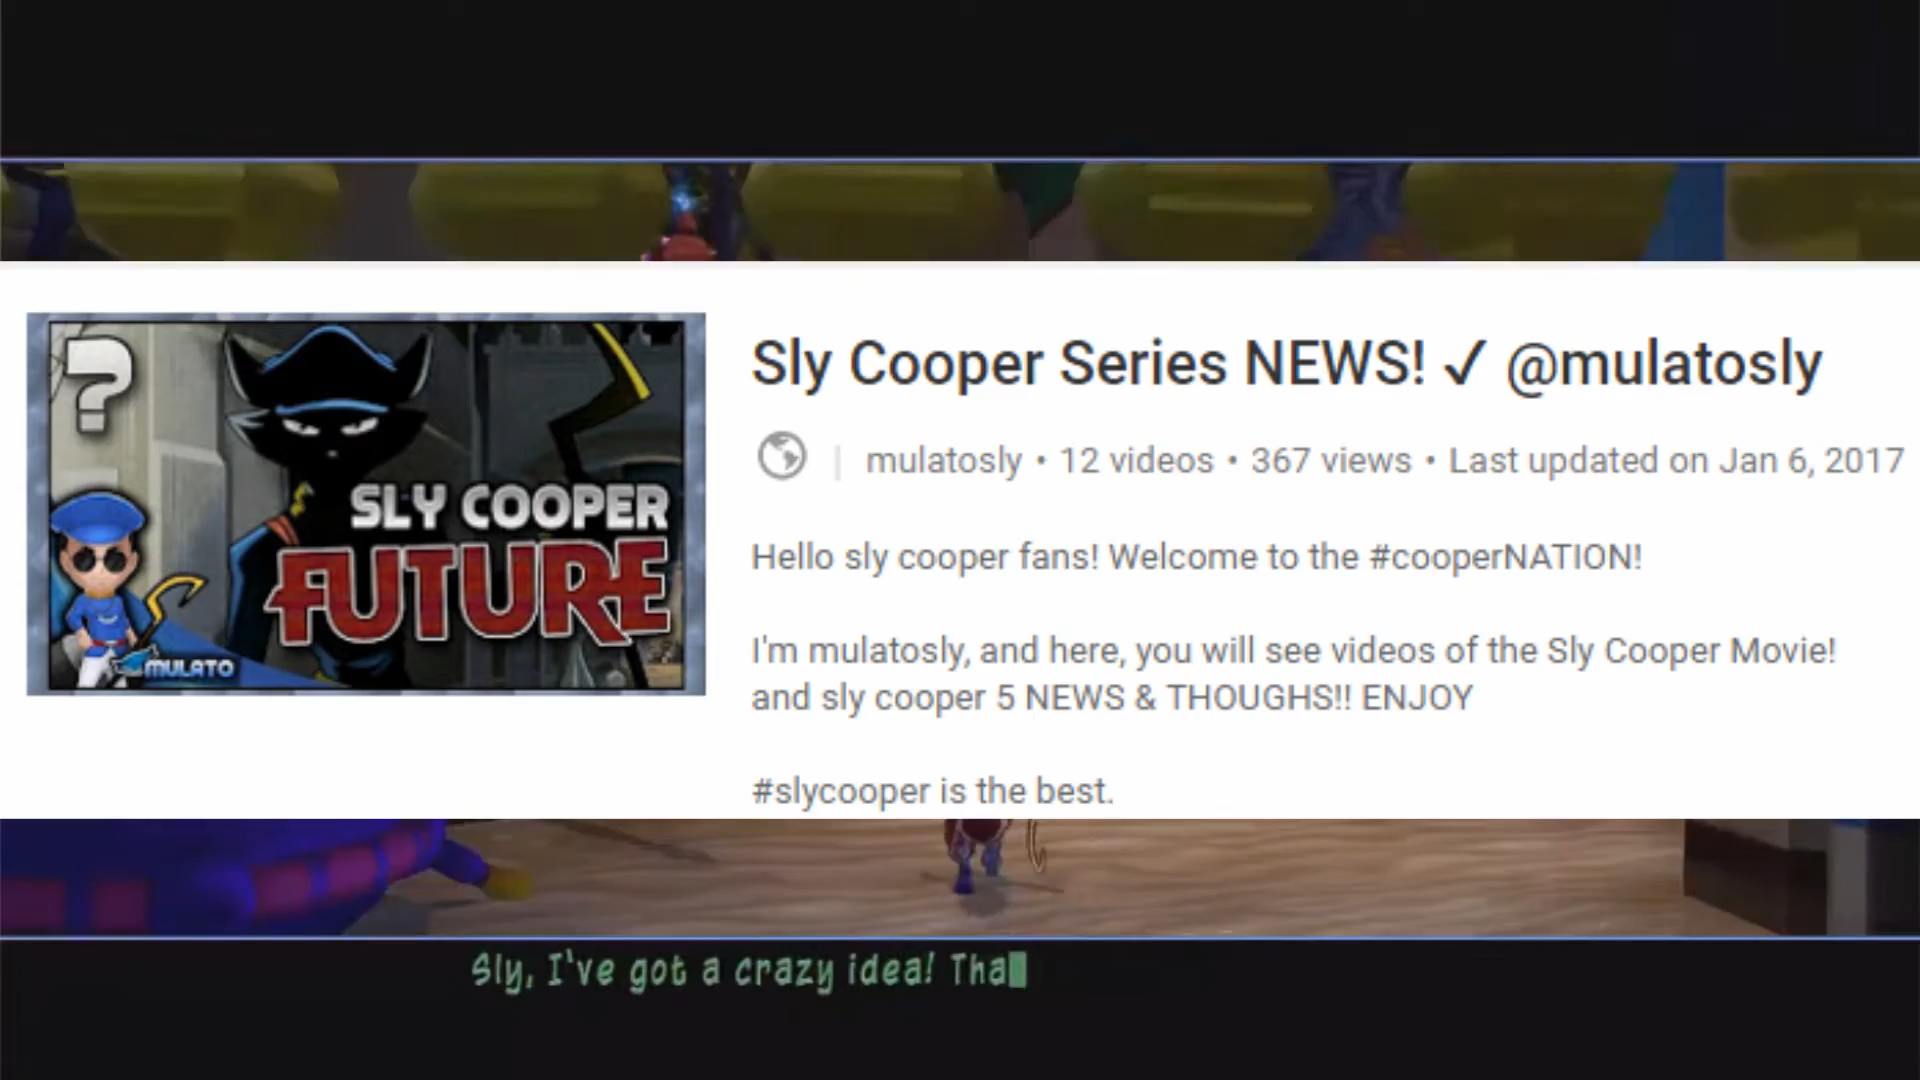 ?
SLY COOPER
FUTURE
MULATO
Sly Cooper Series NEWS! ✓ @mulatosly
mulatosly • 12 videos • 367 views • Last updated on Jan 6, 2017
Hello sly cooper fans! Welcome to the #cooperNATION!
I'm mulatosly, and here, you will see videos of the Sly Cooper Movie!
and sly cooper 5 NEWS & THOUGHS!! ENJOY
#slycooper is the best.
Sly, I've got a crazy idea! Tha